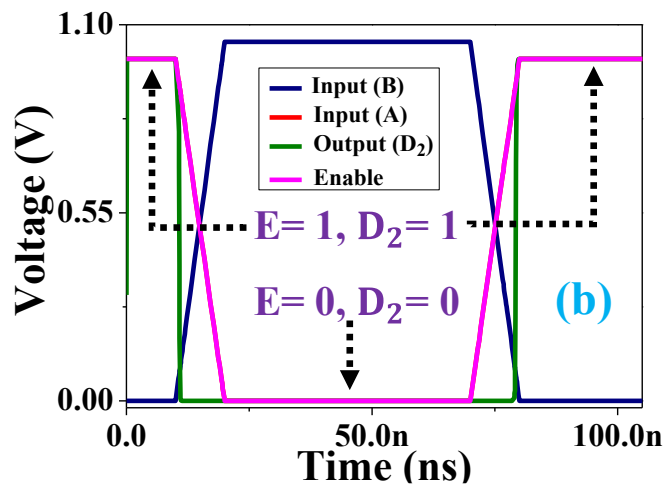 1.10
0.55
0.00
Voltage (V)
Input (B)
Input (A)
Output (D₂)
Enable
E= 1, D₂= 1
E= 0, D₂= 0
(b)
0.0
50.0n
100.0n
Time (ns)